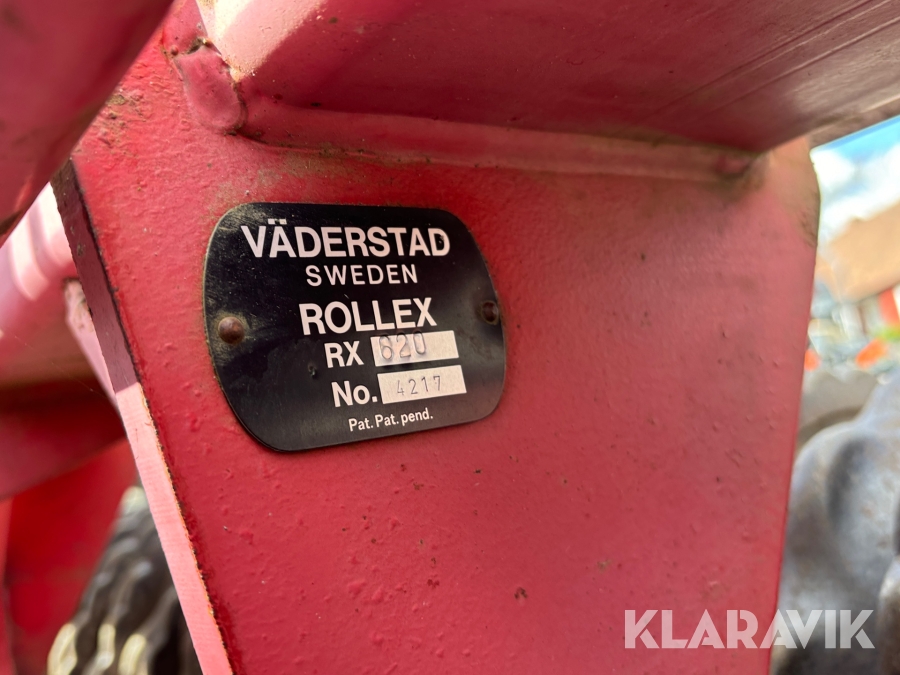 VÄDERSTAD
SWEDEN
ROLLEX
RX 620
No. 4217
Pat. Pat. pend.
KLARAVIK